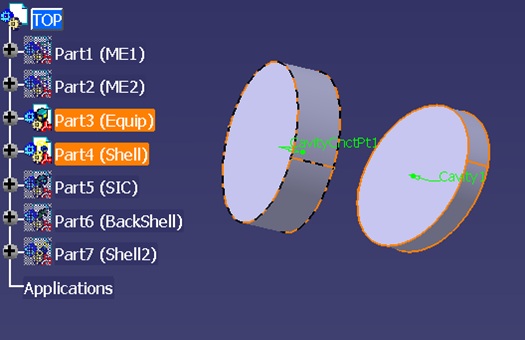 TOP
Part1 (ME1)
Part2 (ME2)
Part3 (Equip)
Part4 (Shell)
Part5 (SIC)
Part6 (BackShell)
Part7 (Shell2)
Applications
CavityCnctPt1
Cavity1